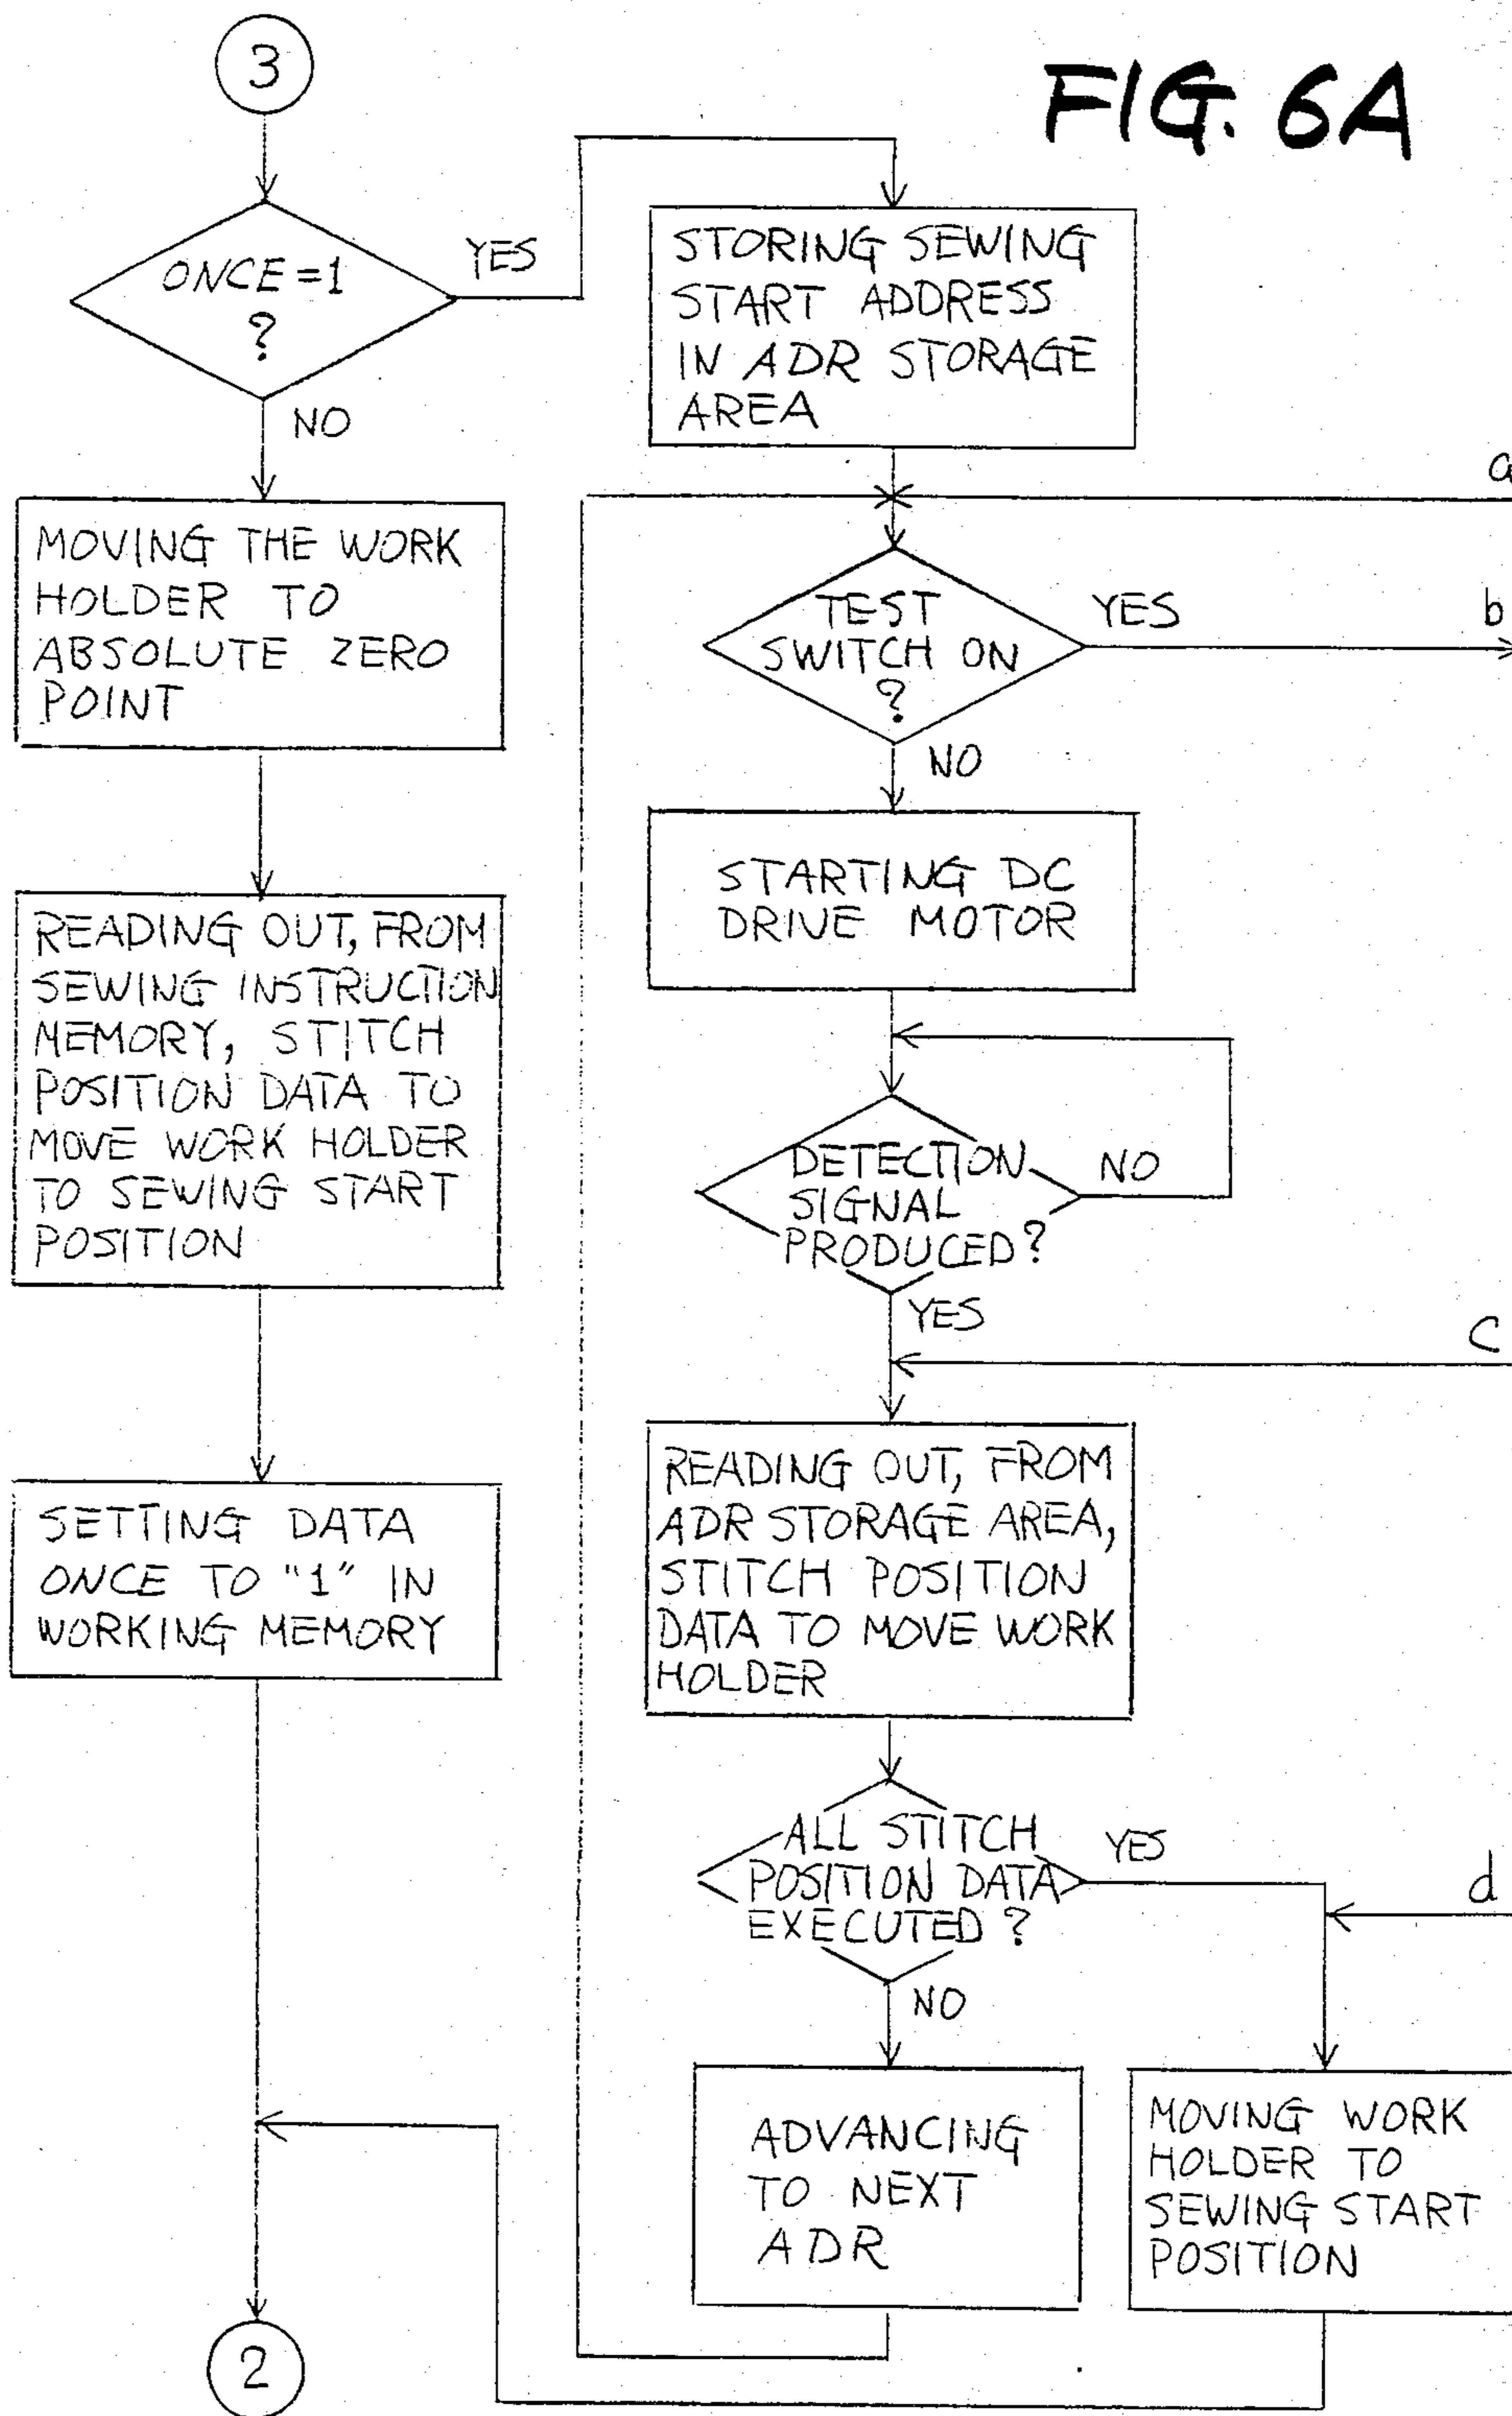 FIG. 6A
3
ONCE=1
?
YES
NO
MOVING THE WORK
HOLDER TO
ABSOLUTE ZERO
POINT
READING OUT, FROM
SEWING INSTRUCTION
MEMORY, STITCH
POSITION DATA TO
MOVE WORK HOLDER
TO SEWING START
POSITION
SETTING DATA
ONCE TO "1" IN
WORKING MEMORY
2
STORING SEWING
START ADDRESS
IN ADR STORAGE
AREA
a
TEST
SWITCH ON
?
YES
b
NO
STARTING DC
DRIVE MOTOR
DETECTION
SIGNAL
PRODUCED?
NO
YES
c
READING OUT, FROM
ADR STORAGE AREA,
STITCH POSITION
DATA TO MOVE WORK
HOLDER
ALL STITCH
POSITION DATA
EXECUTED?
YES
d
NO
ADVANCING
TO NEXT
ADR
MOVING WORK
HOLDER TO
SEWING START
POSITION